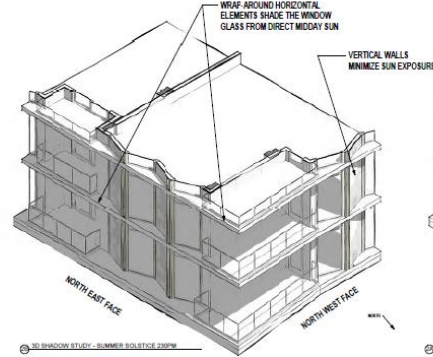 WRAP-AROUND HORIZONTAL
ELEMENTS SHADE THE WINDOW
GLASS FROM DIRECT MIDDAY SUN
VERTICAL WALLS
MINIMIZE SUN EXPOSURE
NORTH EAST FACE
NORTH WEST FACE
NORTH
3D SHADOW STUDY - SUMMER SOLSTICE 230PM